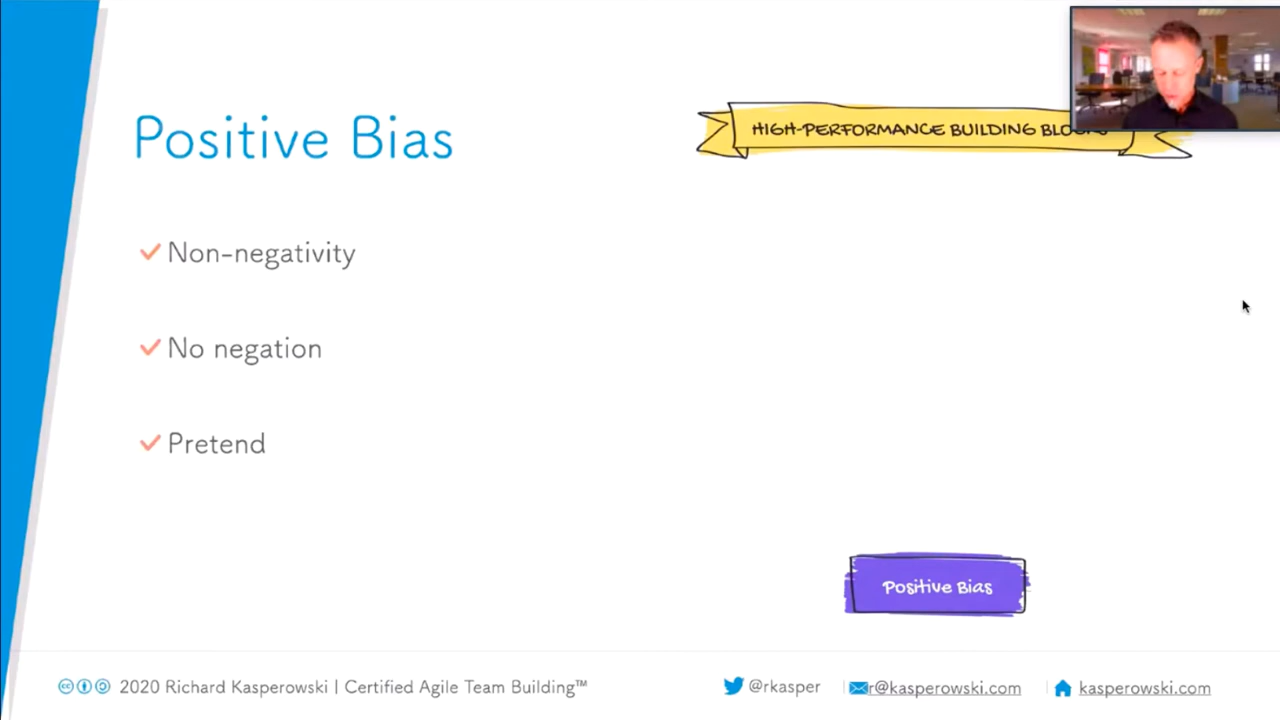 Positive Bias
HIGH-PERFORMANCE BUILDING
Non-negativity
No negation
Pretend
Positive Bias
2020 Richard Kasperowski | Certified Agile Team Building™
@rkasper
r@kasperowski.com
kasperowski.com